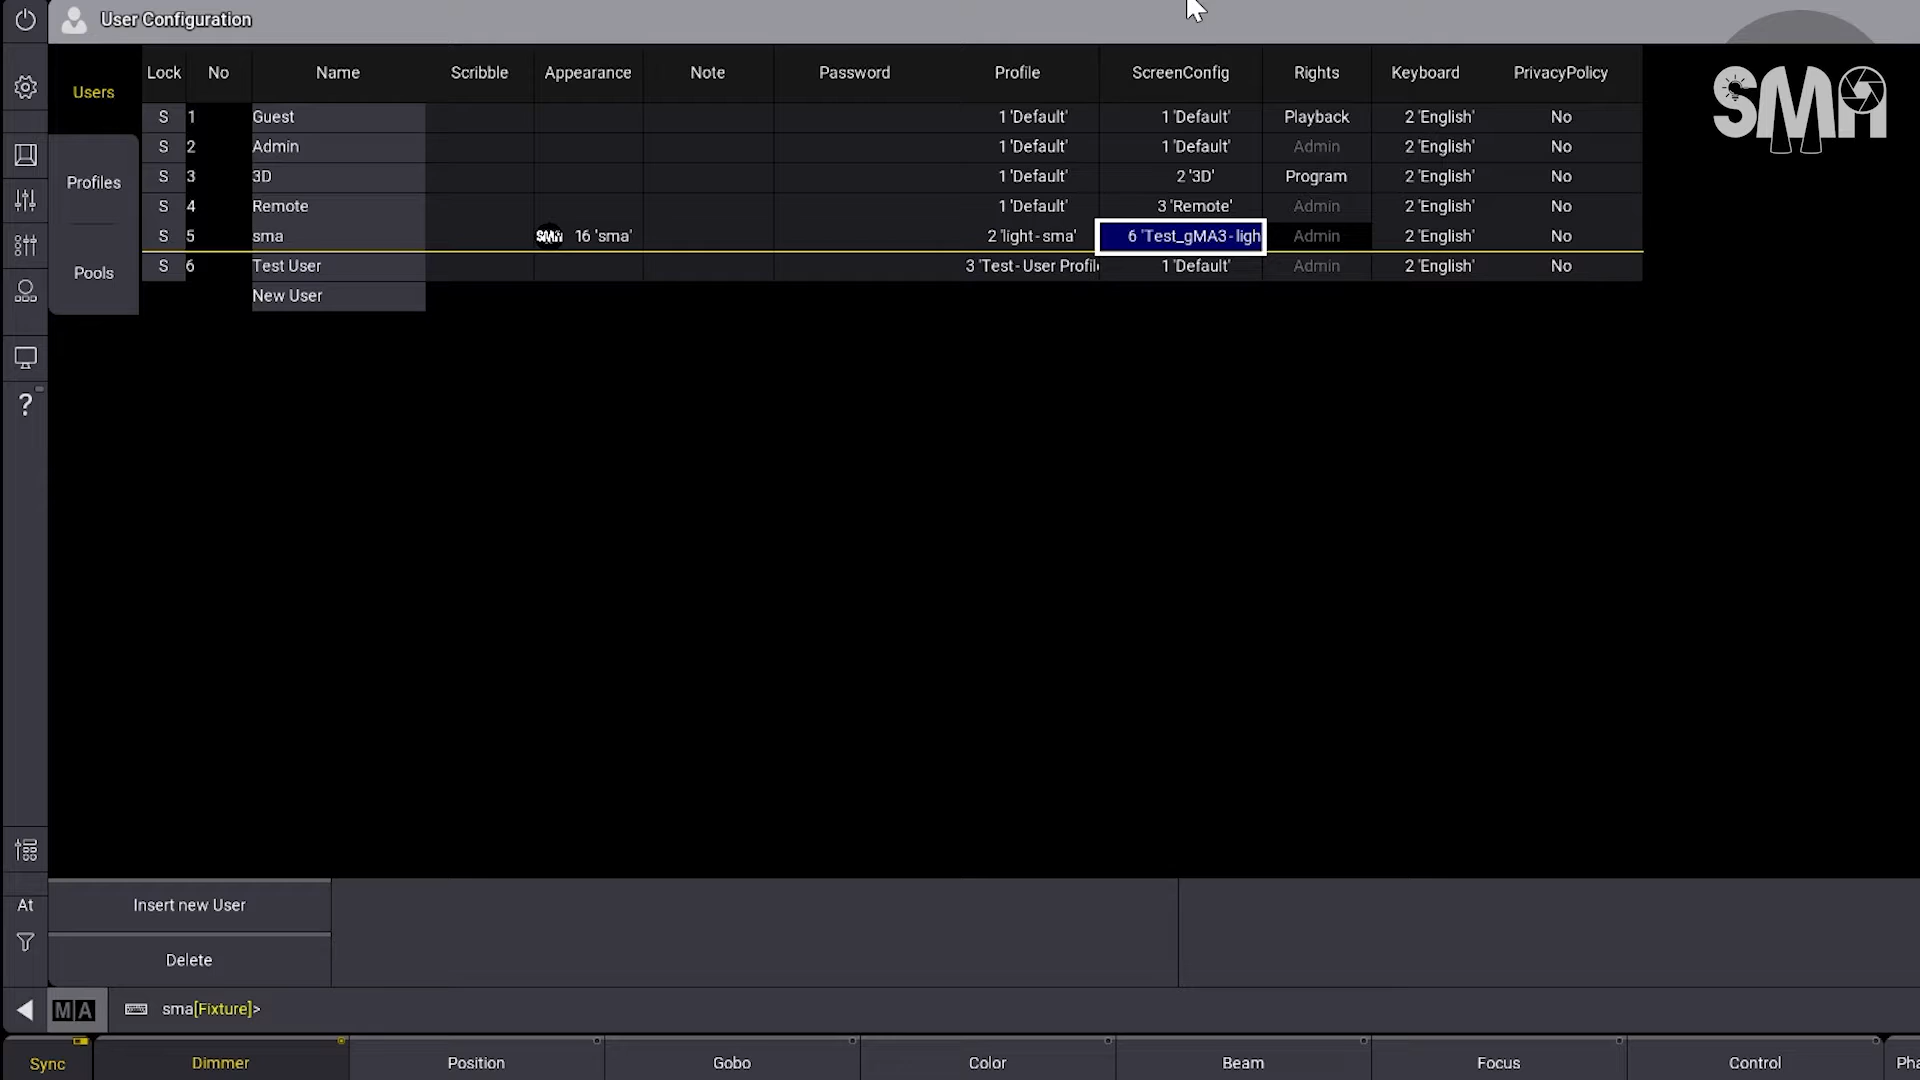 User Configuration
SMA
Users
Profiles
Pools
Lock No Name Scribble Appearance Note Password Profile ScreenConfig Rights Keyboard PrivacyPolicy
S 1 Guest 1 'Default' 1 'Default' Playback 2 'English' No
S 2 Admin 1 'Default' 1 'Default' Admin 2 'English' No
S 3 3D 1 'Default' 2 '3D' Program 2 'English' No
S 4 Remote 1 'Default' 3 'Remote' Admin 2 'English' No
S 5 sma SMA 16 'sma' 2 'light-sma' 6 'Test_gMA3-ligh Admin 2 'English' No
S 6 Test User 3 'Test-User Profil 1 'Default' Admin 2 'English' No
New User
?
At
Insert new User
Delete
MA sma[Fixture]>
Sync Dimmer Position Gobo Color Beam Focus Control Pha